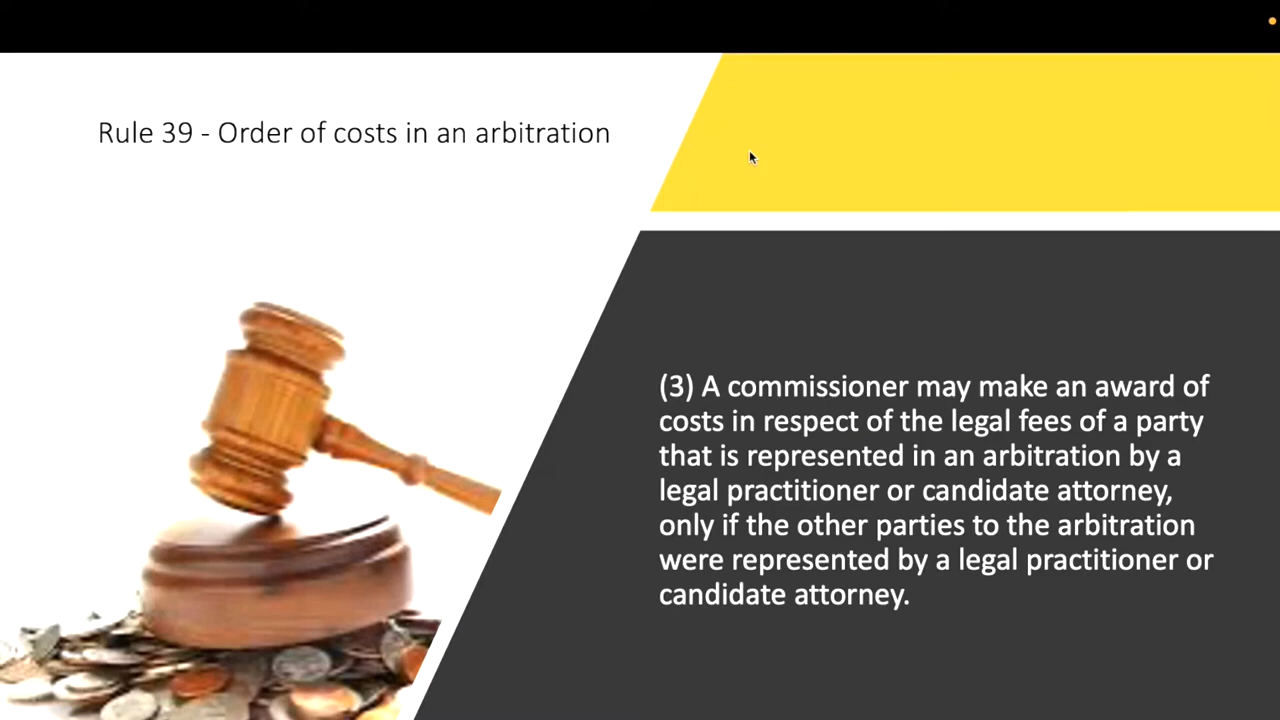 Rule 39 - Order of costs in an arbitration
(3) A commissioner may make an award of
costs in respect of the legal fees of a party
that is represented in an arbitration by a
legal practitioner or candidate attorney,
only if the other parties to the arbitration
were represented by a legal practitioner or
candidate attorney.